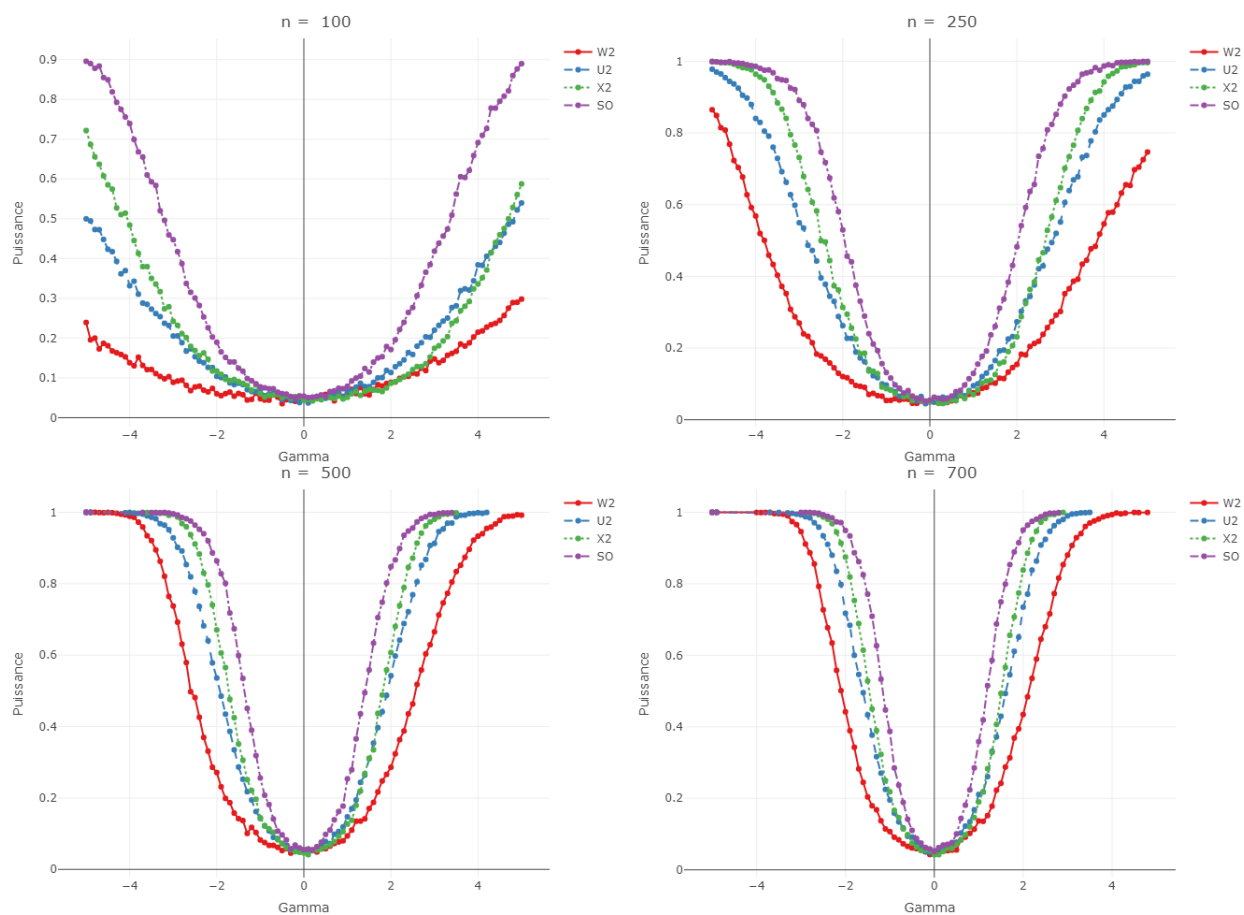 n = 100
W2
U2
X2
SO
0.9
0.8
0.7
0.6
0.5
0.4
0.3
0.2
0.1
0
Puissance
−4
−2
0
2
4
Gamma
n = 250
W2
U2
X2
SO
1
0.8
0.6
0.4
0.2
0
Puissance
−4
−2
0
2
4
Gamma
n = 500
W2
U2
X2
SO
1
0.8
0.6
0.4
0.2
0
Puissance
−4
−2
0
2
4
Gamma
n = 700
W2
U2
X2
SO
1
0.8
0.6
0.4
0.2
0
Puissance
−4
−2
0
2
4
Gamma